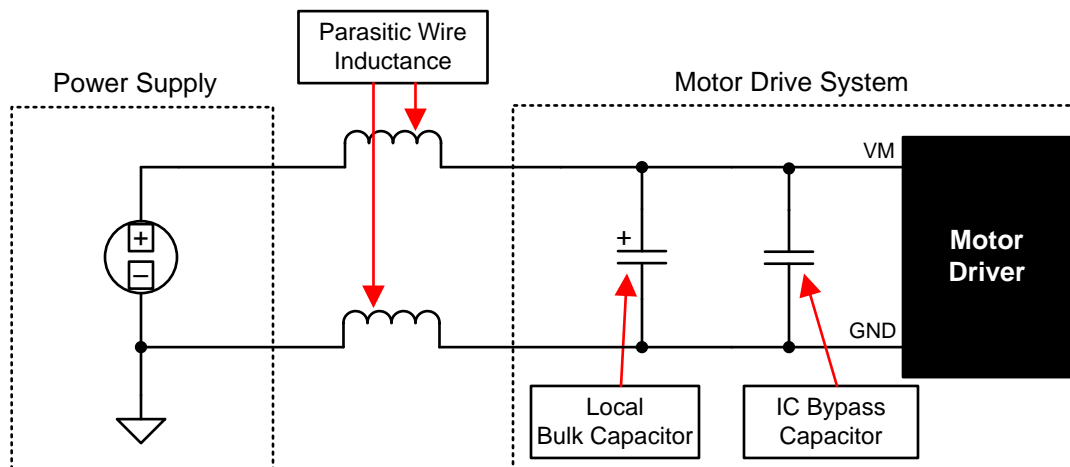 Parasitic Wire
Inductance
Power Supply
Motor Drive System
VM
+
−
+
Motor
Driver
GND
Local
Bulk Capacitor
IC Bypass
Capacitor